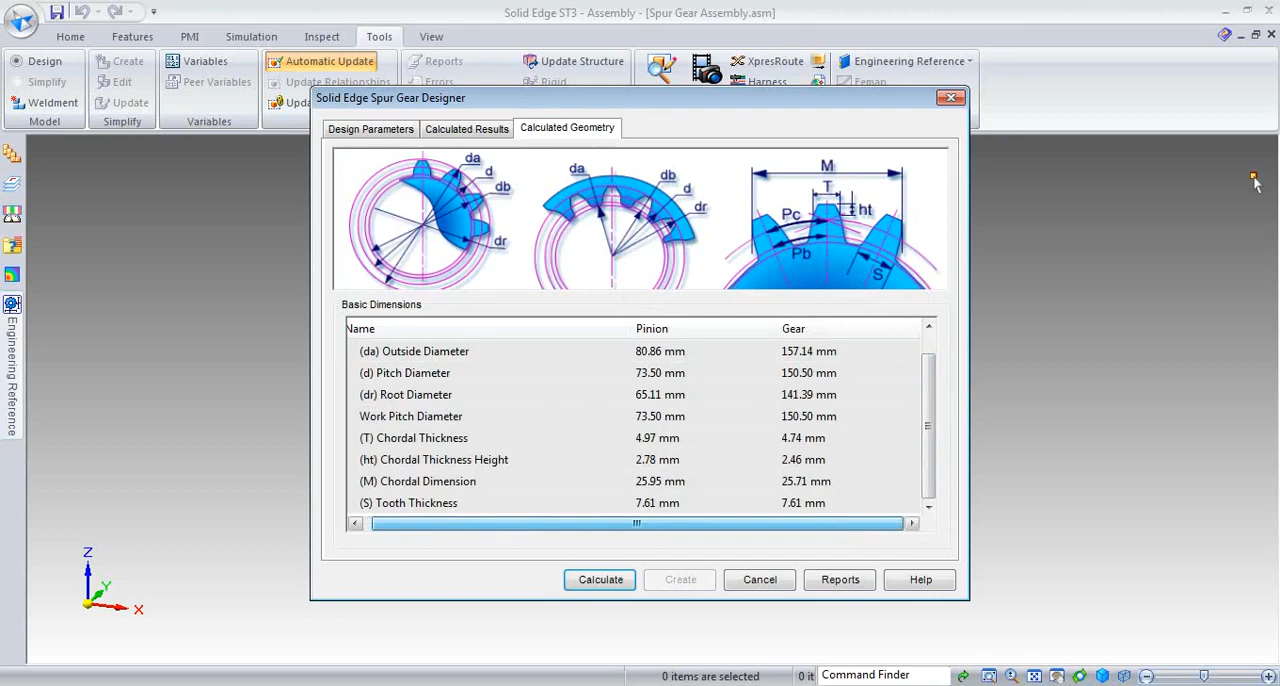 Solid Edge ST3 - Assembly - [Spur Gear Assembly.asm]
Home Features PMI Simulation Inspect Tools View
Design Create Variables Automatic Update Reports Update Structure XpresRoute Engineering Reference
Simplify Edit Peer Variables Update Relationships Errors Rigid Harness Femap
Weldment Update Upda
Model Simplify Variables
Solid Edge Spur Gear Designer
Design Parameters Calculated Results Calculated Geometry
da d db dr
da db d dr
M T ht Pc Pb S
Basic Dimensions
Name Pinion Gear
(da) Outside Diameter 80.86 mm 157.14 mm
(d) Pitch Diameter 73.50 mm 150.50 mm
(dr) Root Diameter 65.11 mm 141.39 mm
Work Pitch Diameter 73.50 mm 150.50 mm
(T) Chordal Thickness 4.97 mm 4.74 mm
(ht) Chordal Thickness Height 2.78 mm 2.46 mm
(M) Chordal Dimension 25.95 mm 25.71 mm
(S) Tooth Thickness 7.61 mm 7.61 mm
Calculate Create Cancel Reports Help
Engineering Reference
Z
Y
X
0 items are selected 0 it Command Finder